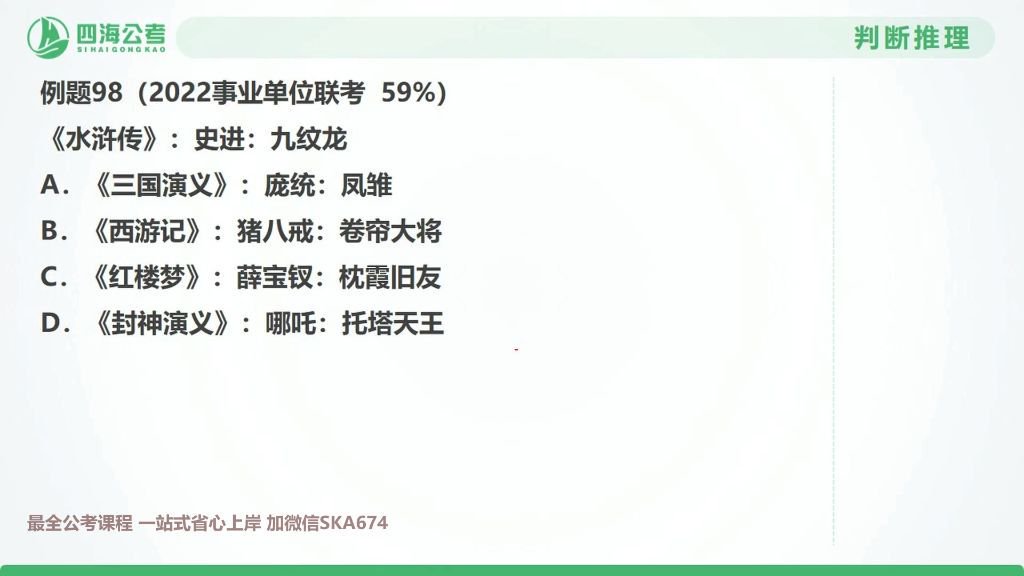 四海公考
SIHAIGONGKAO
判断推理
例题98（2022事业单位联考 59%）
《水浒传》：史进：九纹龙
A. 《三国演义》：庞统：凤雏
B. 《西游记》：猪八戒：卷帘大将
C. 《红楼梦》：薛宝钗：枕霞旧友
D. 《封神演义》：哪吒：托塔天王
最全公考课程 一站式省心上岸 加微信SKA674